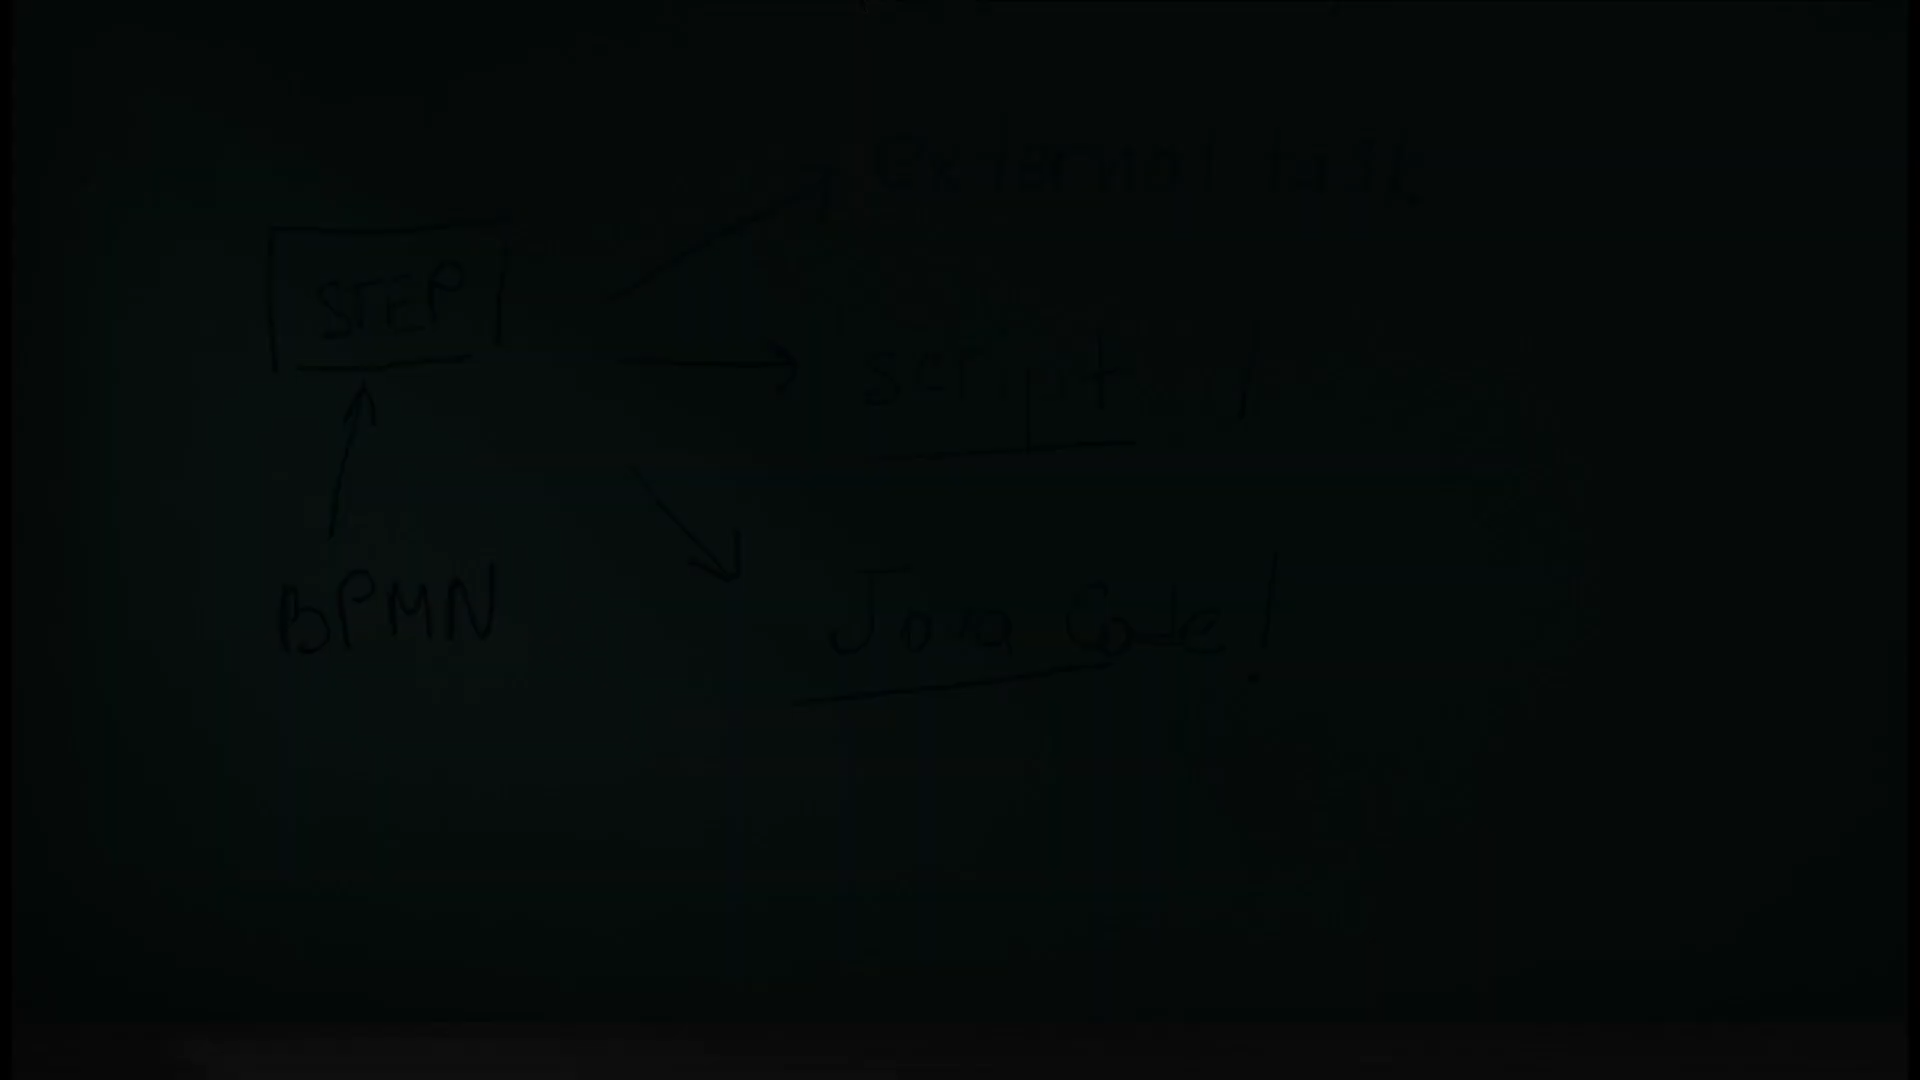 external task
STEP
script
BPMN
Java Code!